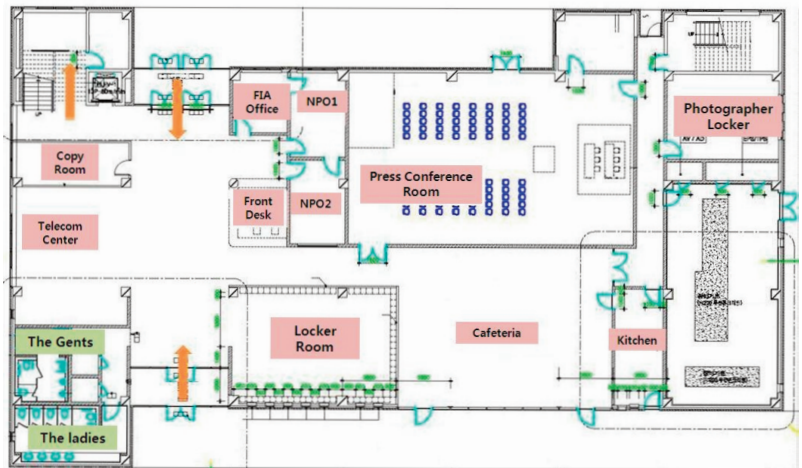 FIA
Office
NPO1
Photographer
Locker
Copy
Room
Press Conference
Room
Front
Desk
NPO2
Telecom
Center
The Gents
Locker
Room
Cafeteria
Kitchen
The ladies